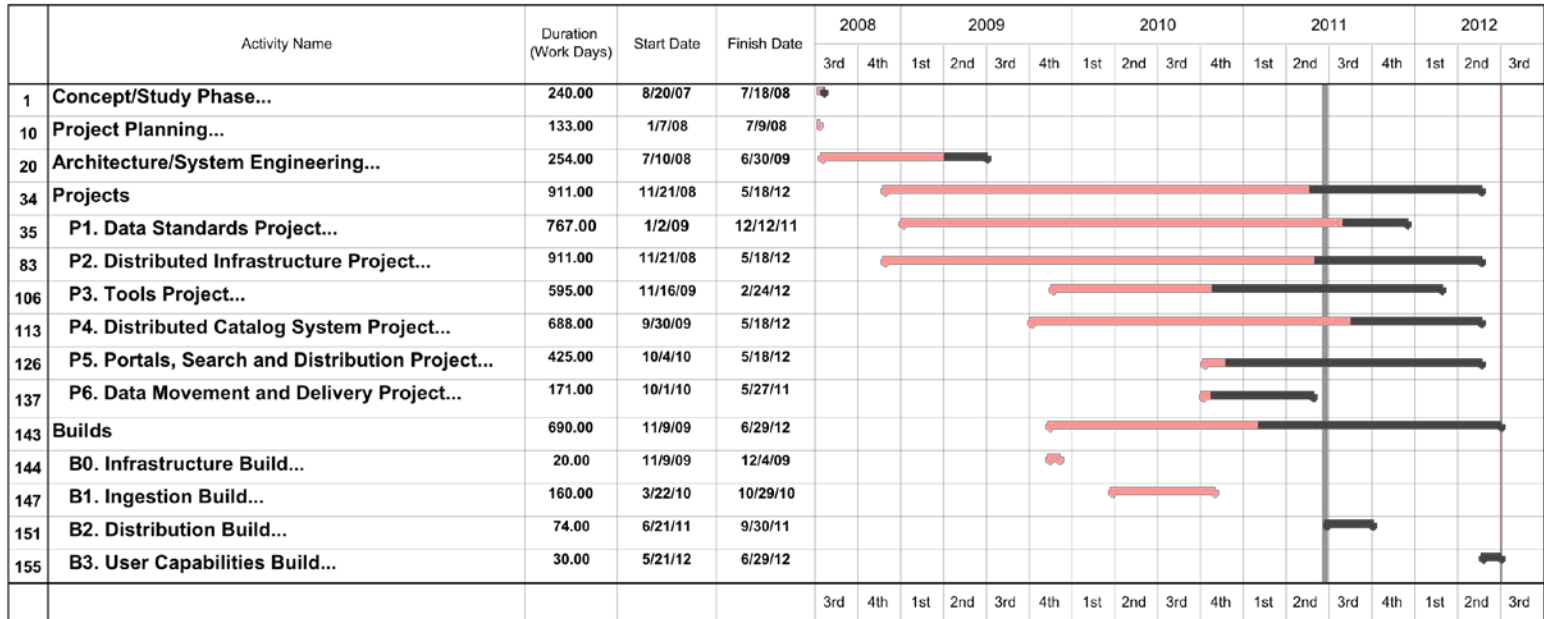 2008 2009 2010 2011 2012
Activity Name Duration (Work Days) Start Date Finish Date
3rd 4th 1st 2nd 3rd 4th 1st 2nd 3rd 4th 1st 2nd 3rd 4th 1st 2nd 3rd
1 Concept/Study Phase... 240.00 8/20/07 7/18/08
10 Project Planning... 133.00 1/7/08 7/9/08
20 Architecture/System Engineering... 254.00 7/10/08 6/30/09
34 Projects 911.00 11/21/08 5/18/12
35 P1. Data Standards Project... 767.00 1/2/09 12/12/11
83 P2. Distributed Infrastructure Project... 911.00 11/21/08 5/18/12
106 P3. Tools Project... 595.00 11/16/09 2/24/12
113 P4. Distributed Catalog System Project... 688.00 9/30/09 5/18/12
126 P5. Portals, Search and Distribution Project... 425.00 10/4/10 5/18/12
137 P6. Data Movement and Delivery Project... 171.00 10/1/10 5/27/11
143 Builds 690.00 11/9/09 6/29/12
144 B0. Infrastructure Build... 20.00 11/9/09 12/4/09
147 B1. Ingestion Build... 160.00 3/22/10 10/29/10
151 B2. Distribution Build... 74.00 6/21/11 9/30/11
155 B3. User Capabilities Build... 30.00 5/21/12 6/29/12
3rd 4th 1st 2nd 3rd 4th 1st 2nd 3rd 4th 1st 2nd 3rd 4th 1st 2nd 3rd